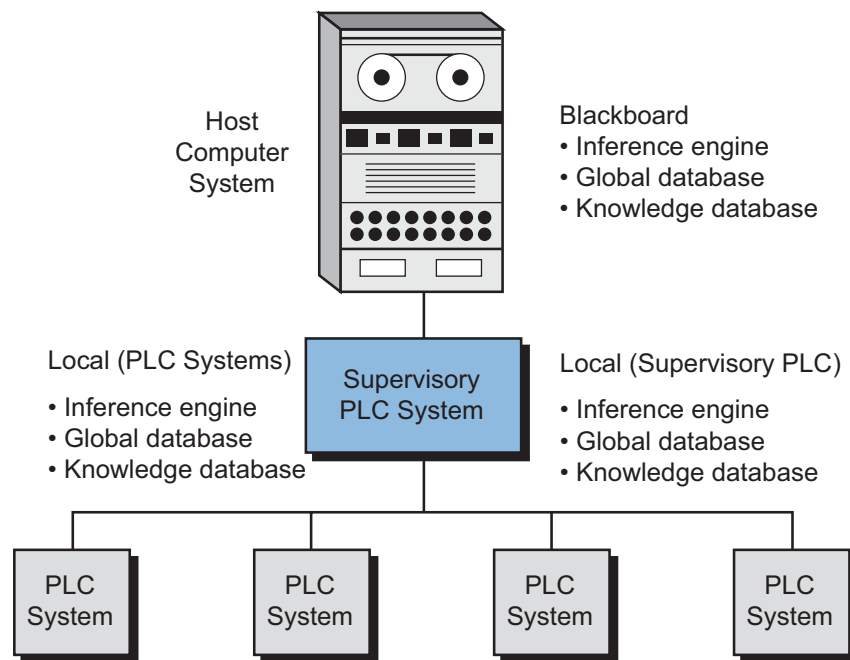 Host
Computer
System
Blackboard
• Inference engine
• Global database
• Knowledge database
Local (PLC Systems)
• Inference engine
• Global database
• Knowledge database
Supervisory
PLC System
Local (Supervisory PLC)
• Inference engine
• Global database
• Knowledge database
PLC
System
PLC
System
PLC
System
PLC
System